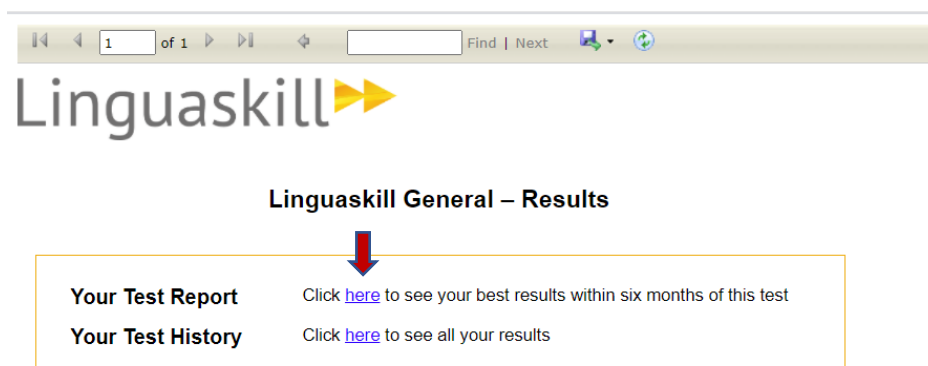 1 of 1 Find | Next
Linguaskill
Linguaskill General – Results
Your Test Report Click here to see your best results within six months of this test
Your Test History Click here to see all your results